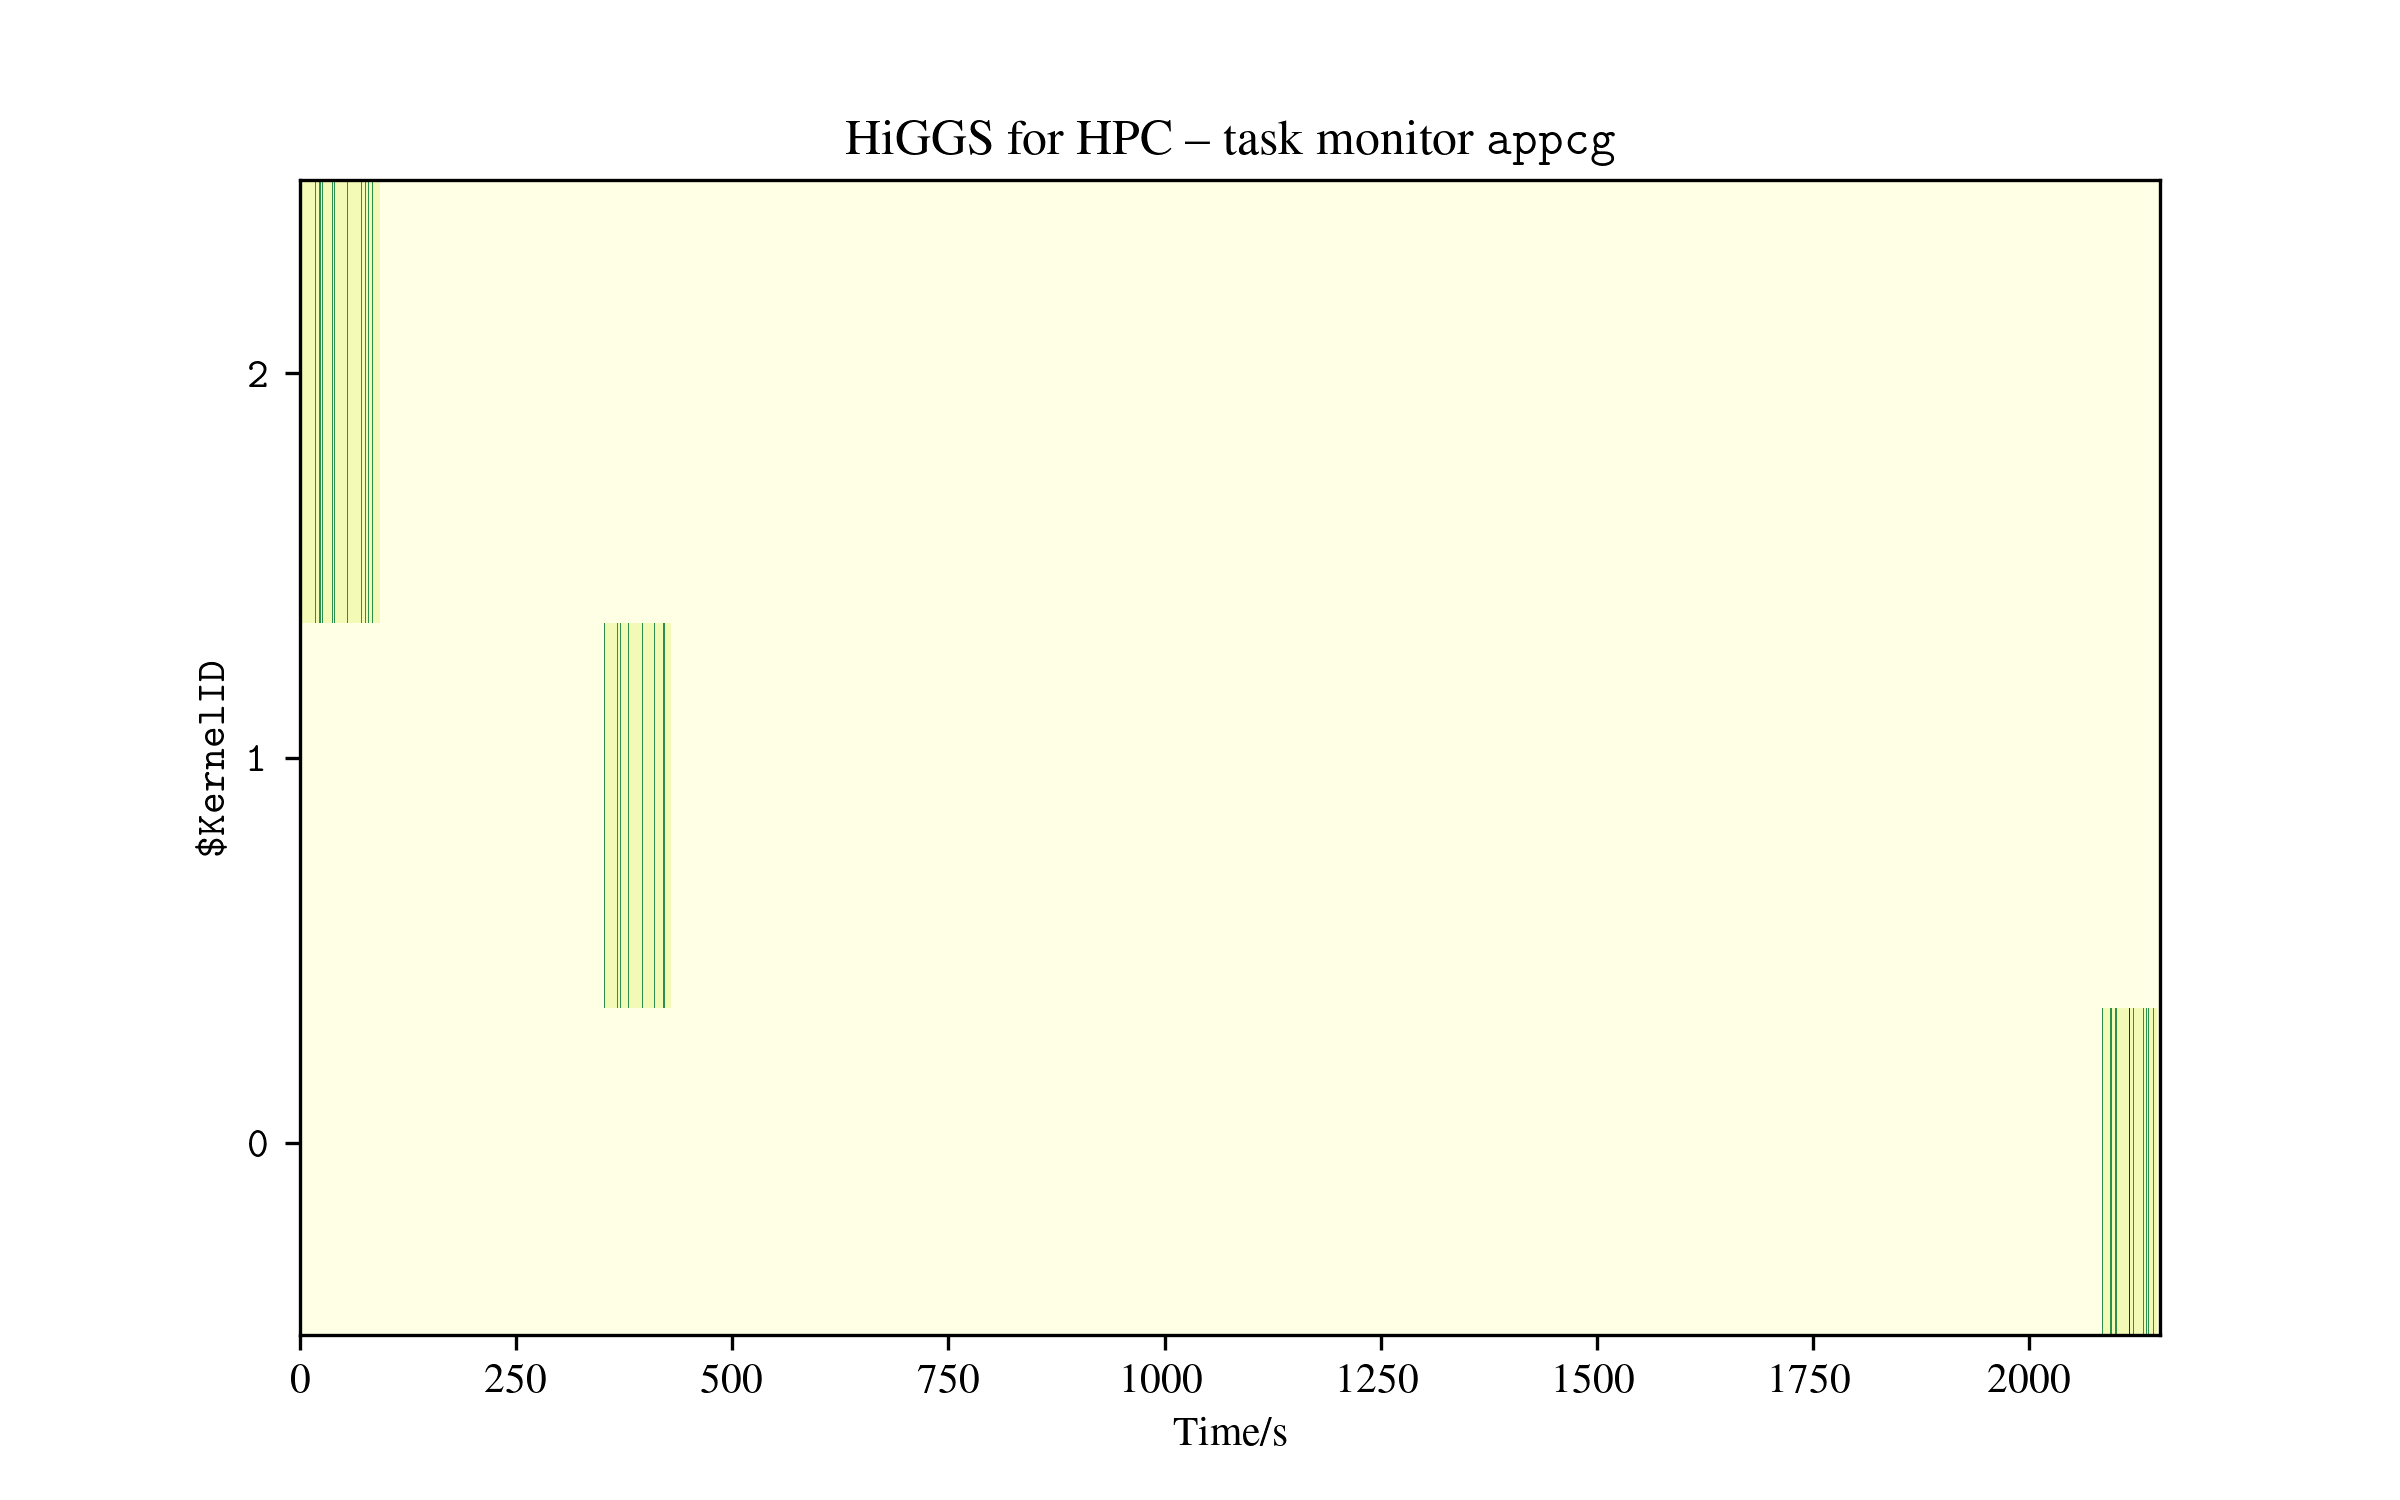 HiGGS for HPC – task monitor appcg
2
1
0
$KernelID
0 250 500 750 1000 1250 1500 1750 2000
Time/s